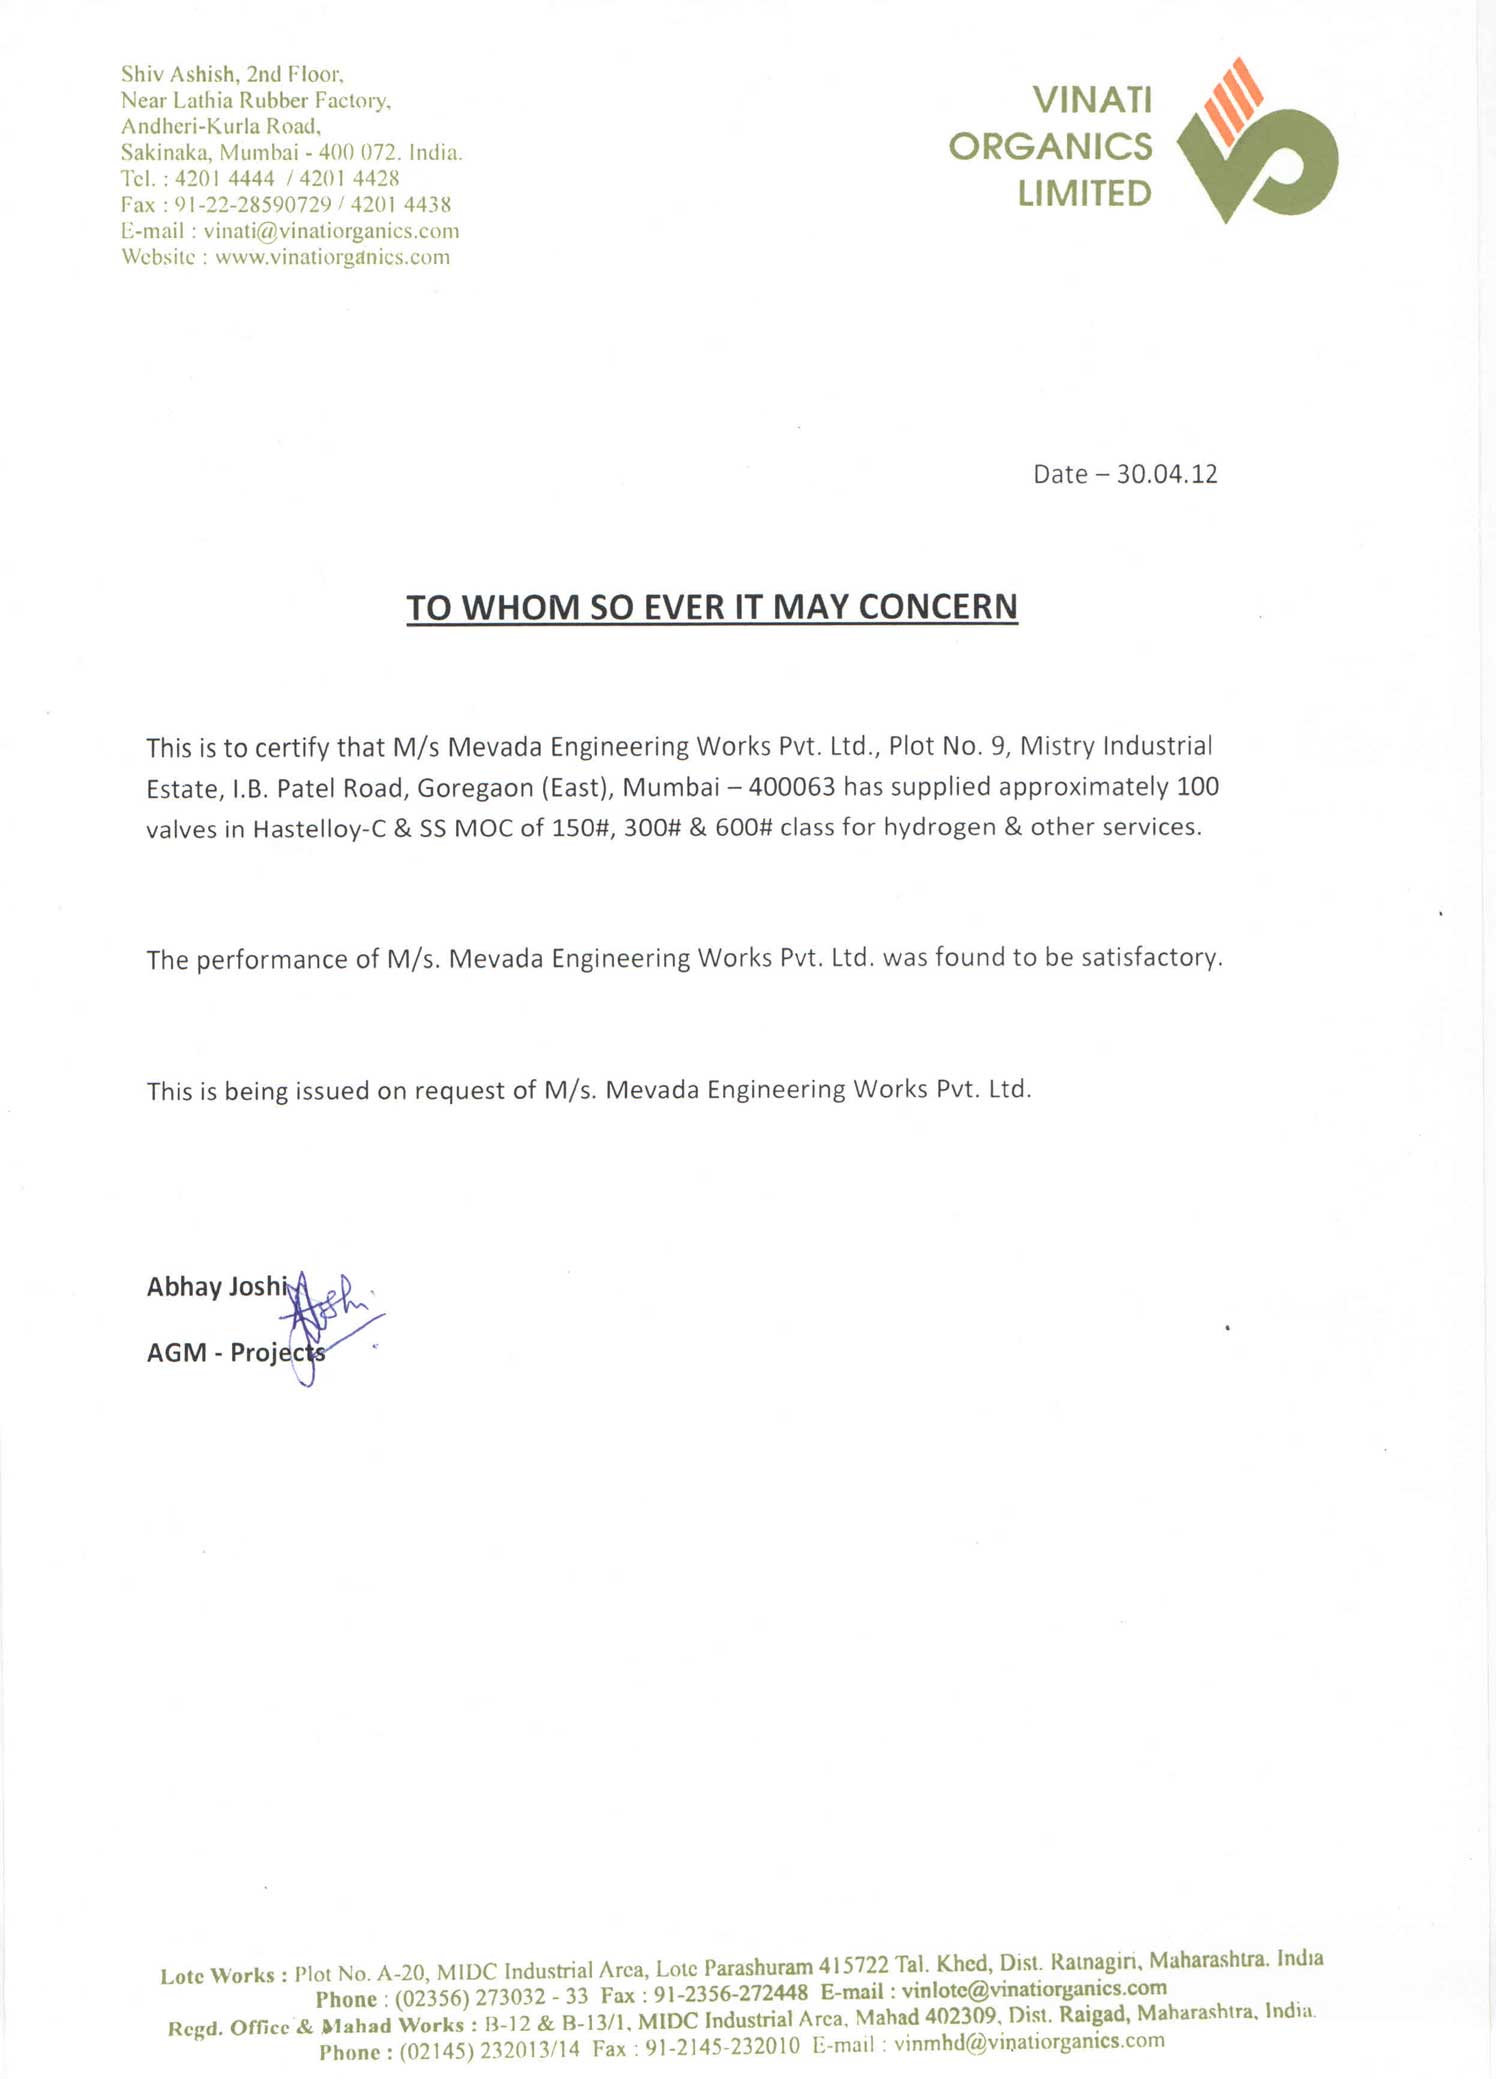 Shiv Ashish, 2nd Floor,
Near Lathia Rubber Factory,
Andheri-Kurla Road,
Sakinaka, Mumbai - 400 072. India.
Tel. : 4201 4444 / 4201 4428
Fax : 91-22-28590729 / 4201 4438
E-mail : vinati@vinatiorganics.com
Website : www.vinatiorganics.com
VINATI
ORGANICS
LIMITED
Date – 30.04.12
TO WHOM SO EVER IT MAY CONCERN
This is to certify that M/s Mevada Engineering Works Pvt. Ltd., Plot No. 9, Mistry Industrial
Estate, I.B. Patel Road, Goregaon (East), Mumbai – 400063 has supplied approximately 100
valves in Hastelloy-C & SS MOC of 150#, 300# & 600# class for hydrogen & other services.
The performance of M/s. Mevada Engineering Works Pvt. Ltd. was found to be satisfactory.
This is being issued on request of M/s. Mevada Engineering Works Pvt. Ltd.
Abhay Joshi
AJoshi
AGM - Projects
Lote Works : Plot No. A-20, MIDC Industrial Area, Lote Parashuram 415722 Tal. Khed, Dist. Ratnagiri, Maharashtra. India
Phone : (02356) 273032 - 33 Fax : 91-2356-272448 E-mail : vinlote@vinatiorganics.com
Regd. Office & Mahad Works : B-12 & B-13/1, MIDC Industrial Area, Mahad 402309, Dist. Raigad, Maharashtra, India.
Phone : (02145) 232013/14 Fax : 91-2145-232010 E-mail : vinmhd@vinatiorganics.com